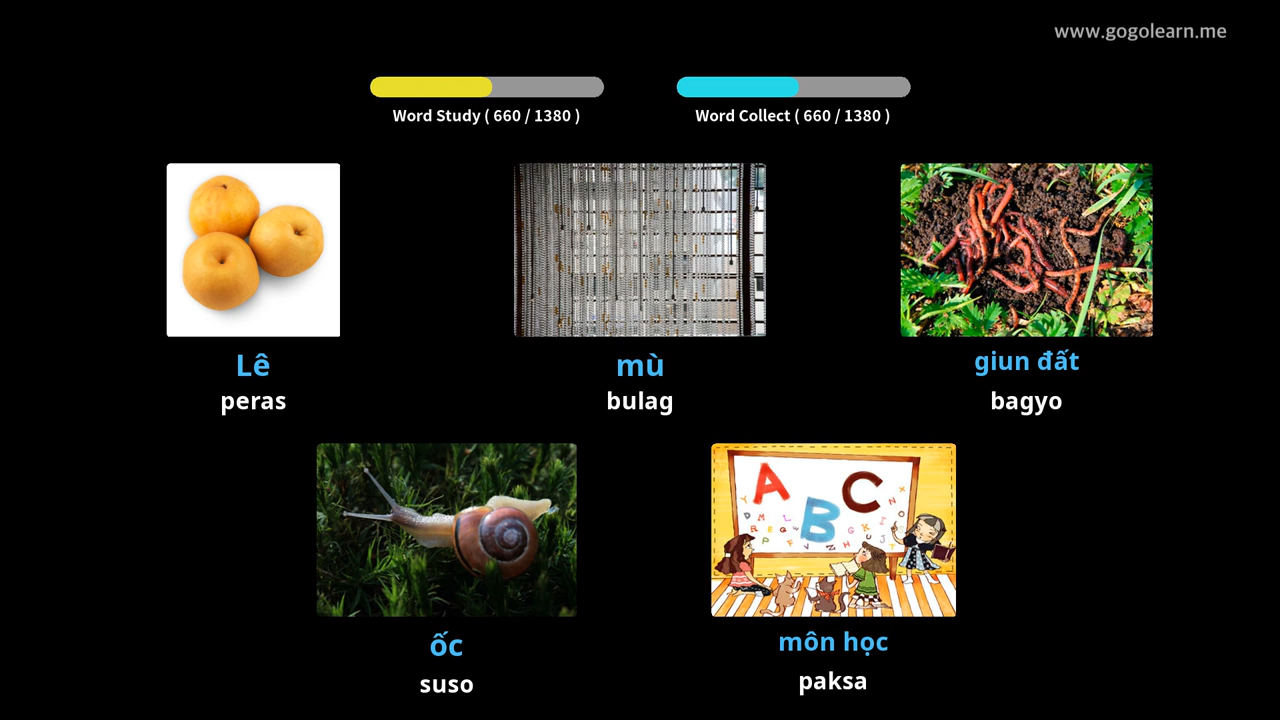 www.gogolearn.me
Word Study ( 660 / 1380 )
Word Collect ( 660 / 1380 )
Lê
peras
mù
bulag
giun đất
bagyo
A B C
ốc
suso
môn học
paksa